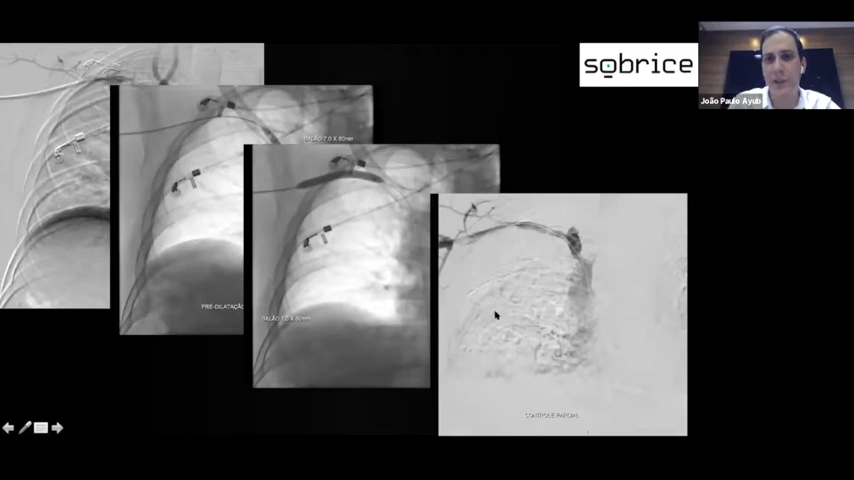 sobrice
João Paulo Ayub
BALÃO 7.0 X 60mm
PRÉ-DILATAÇÃO
BALÃO 7.0 X 60mm
CONTROLE PARCIAL